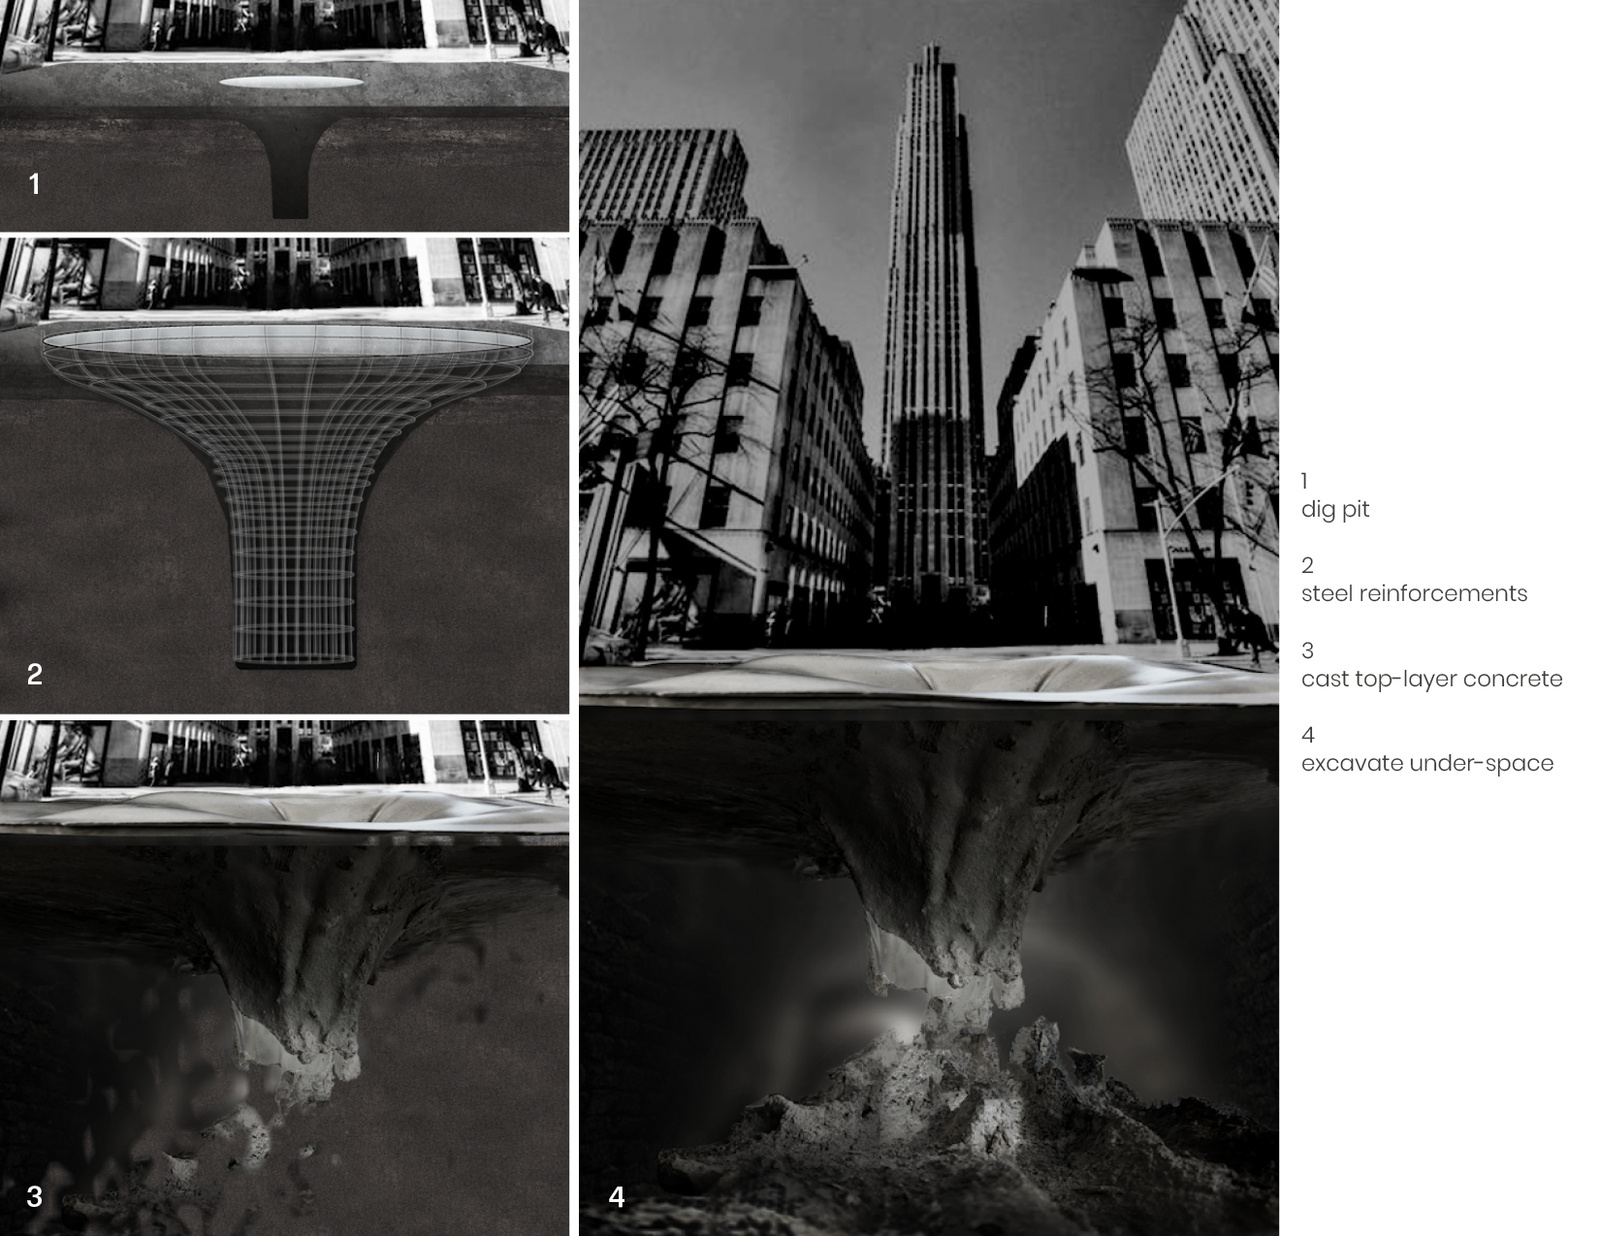 1
2
3
4
1
dig pit
2
steel reinforcements
3
cast top-layer concrete
4
excavate under-space